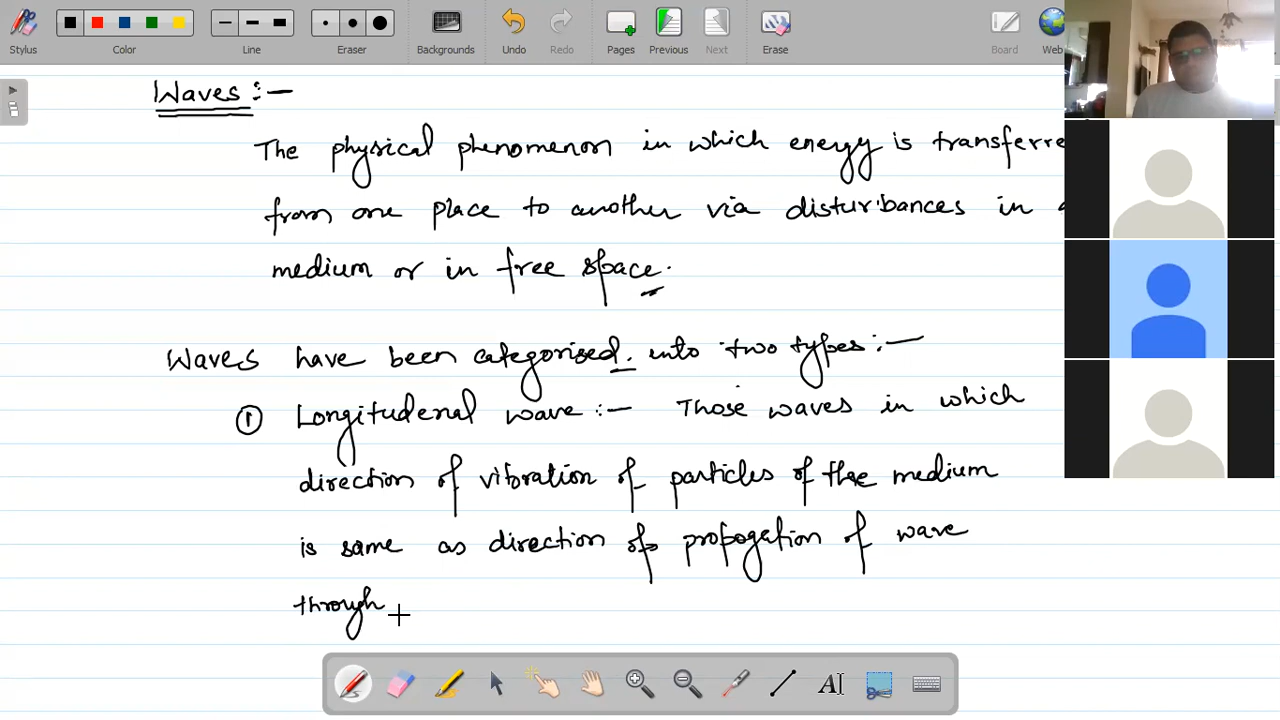 Stylus Color Line Eraser Backgrounds Undo Redo Pages Previous Next Erase Board Web
Waves :-
The physical phenomenon in which energy is transferre
from one place to another via disturbances in a
medium or in free space.
Waves have been categorised into two types :-
① Longitudenal wave :- Those waves in which
direction of vibration of particles of the medium
is same as direction of propogation of wave
through